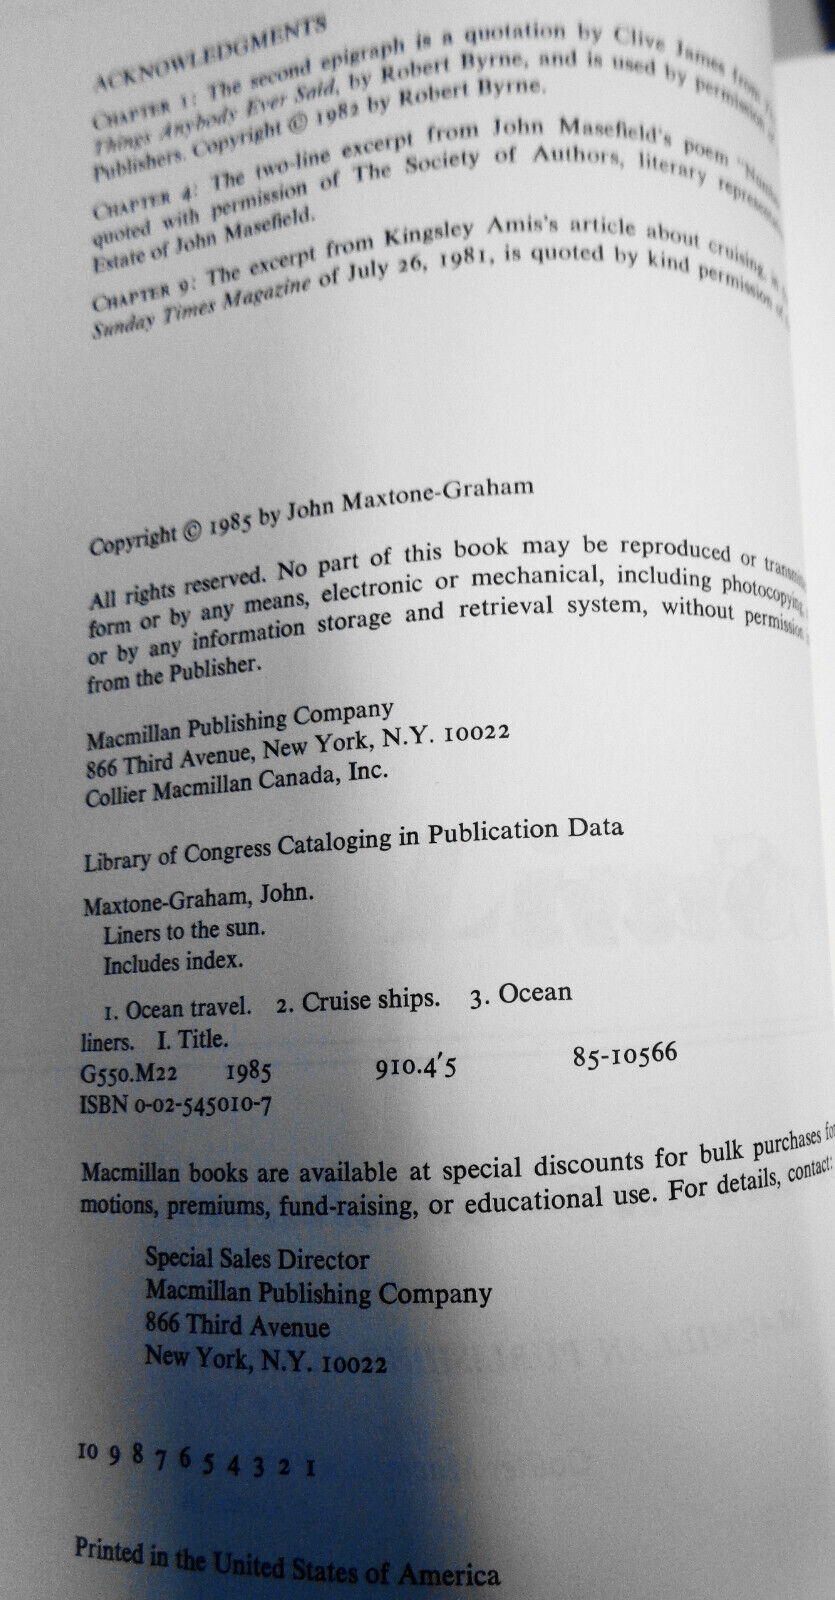 ACKNOWLEDGMENTS
CHAPTER 1: The second epigraph is a quotation by Clive James from
Things Anybody Ever Said, by Robert Byrne, and is used by permission
Publishers. Copyright © 1982 by Robert Byrne.
CHAPTER 4: The two-line excerpt from John Masefield's poem
quoted with permission of The Society of Authors, literary
Estate of John Masefield.
CHAPTER 9: The excerpt from Kingsley Amis's article about cruising, in
Sunday Times Magazine of July 26, 1981, is quoted by kind permission of
Copyright © 1985 by John Maxtone-Graham
All rights reserved. No part of this book may be reproduced or
form or by any means, electronic or mechanical, including photocopying
or by any information storage and retrieval system, without permission
from the Publisher.
Macmillan Publishing Company
866 Third Avenue, New York, N.Y. 10022
Collier Macmillan Canada, Inc.
Library of Congress Cataloging in Publication Data
Maxtone-Graham, John.
Liners to the sun.
Includes index.
1. Ocean travel. 2. Cruise ships. 3. Ocean
liners. I. Title.
G550.M22 1985 910.4'5 85-10566
ISBN 0-02-545010-7
Macmillan books are available at special discounts for bulk purchases for
motions, premiums, fund-raising, or educational use. For details, contact:
Special Sales Director
Macmillan Publishing Company
866 Third Avenue
New York, N.Y. 10022
10 9 8 7 6 5 4 3 2 1
Printed in the United States of America